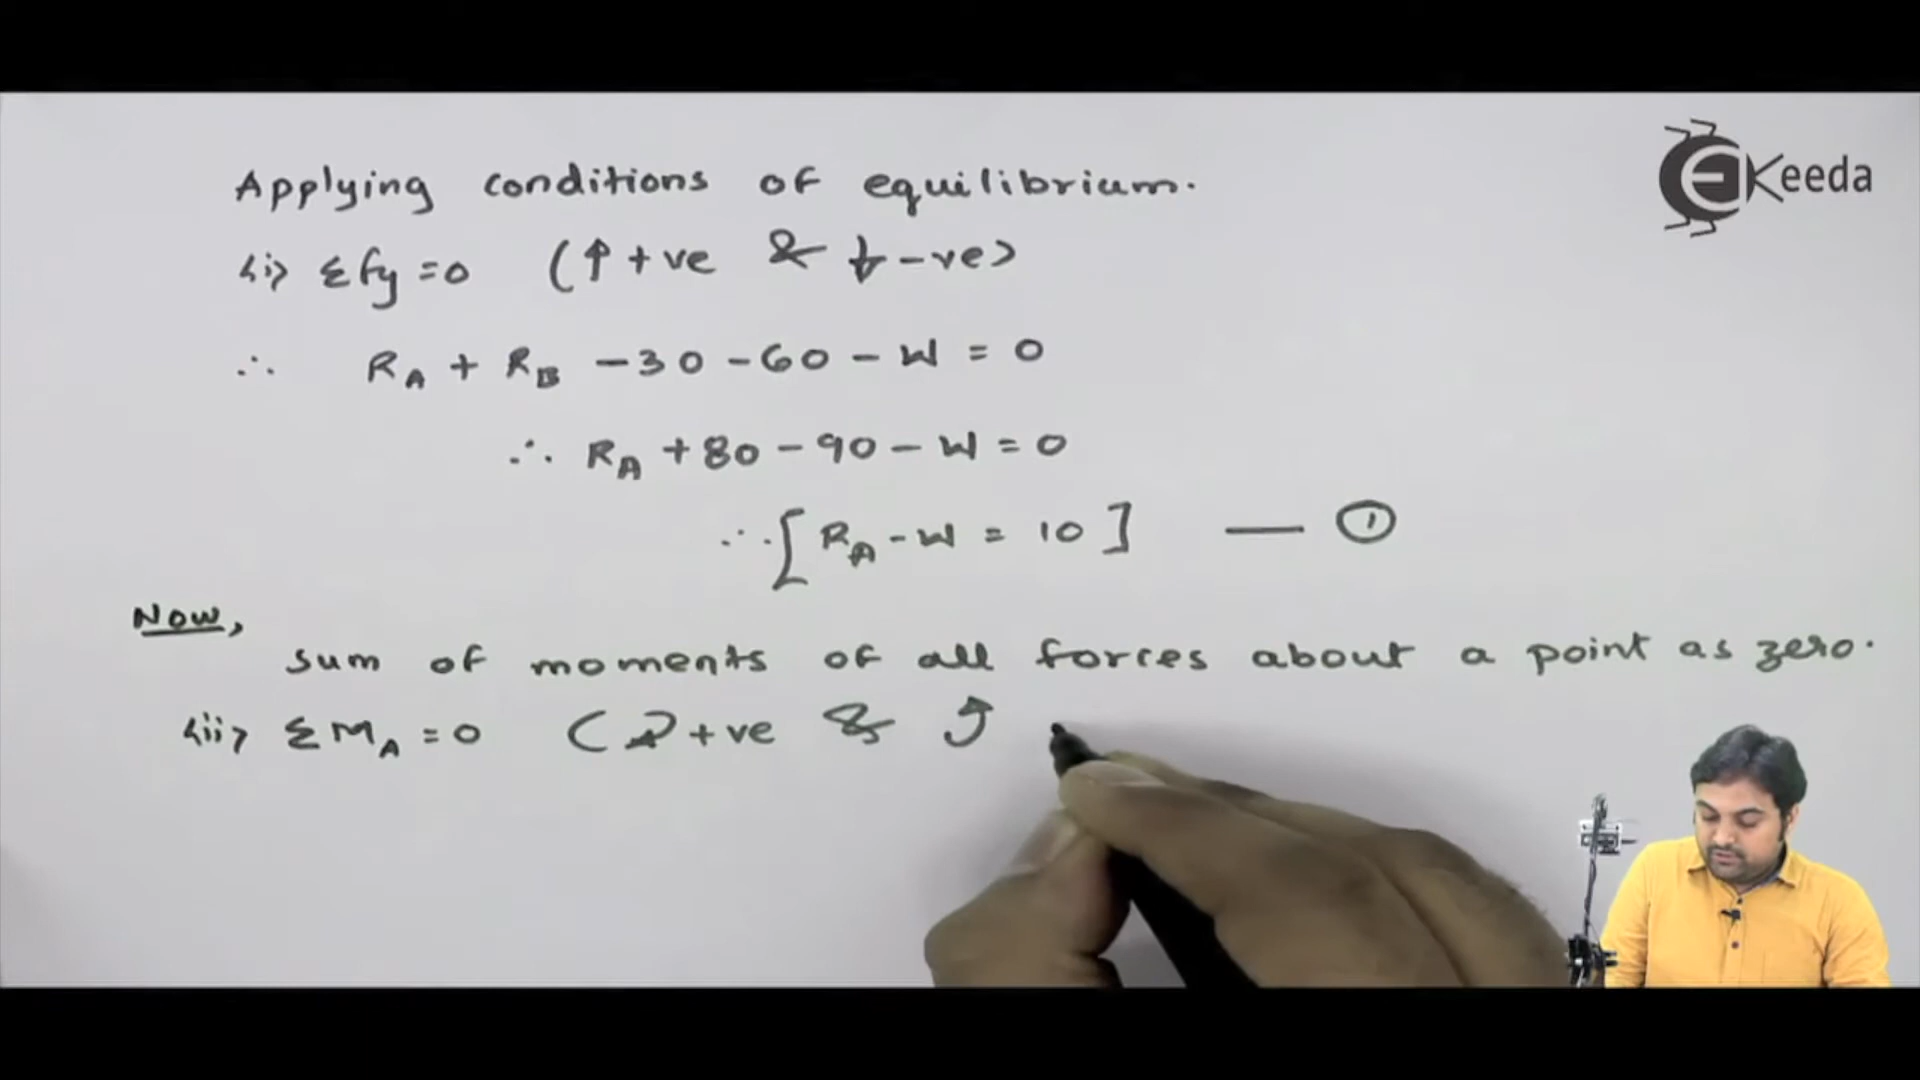 EKeeda
Applying conditions of equilibrium.
<i> Σfy = 0 (↑ +ve & ↓ -ve)
∴ RA + RB - 30 - 60 - W = 0
∴ RA + 80 - 90 - W = 0
∴ [RA - W = 10] — ①
Now,
sum of moments of all forces about a point as zero.
<ii> ΣMA = 0 (↻ +ve & ↺